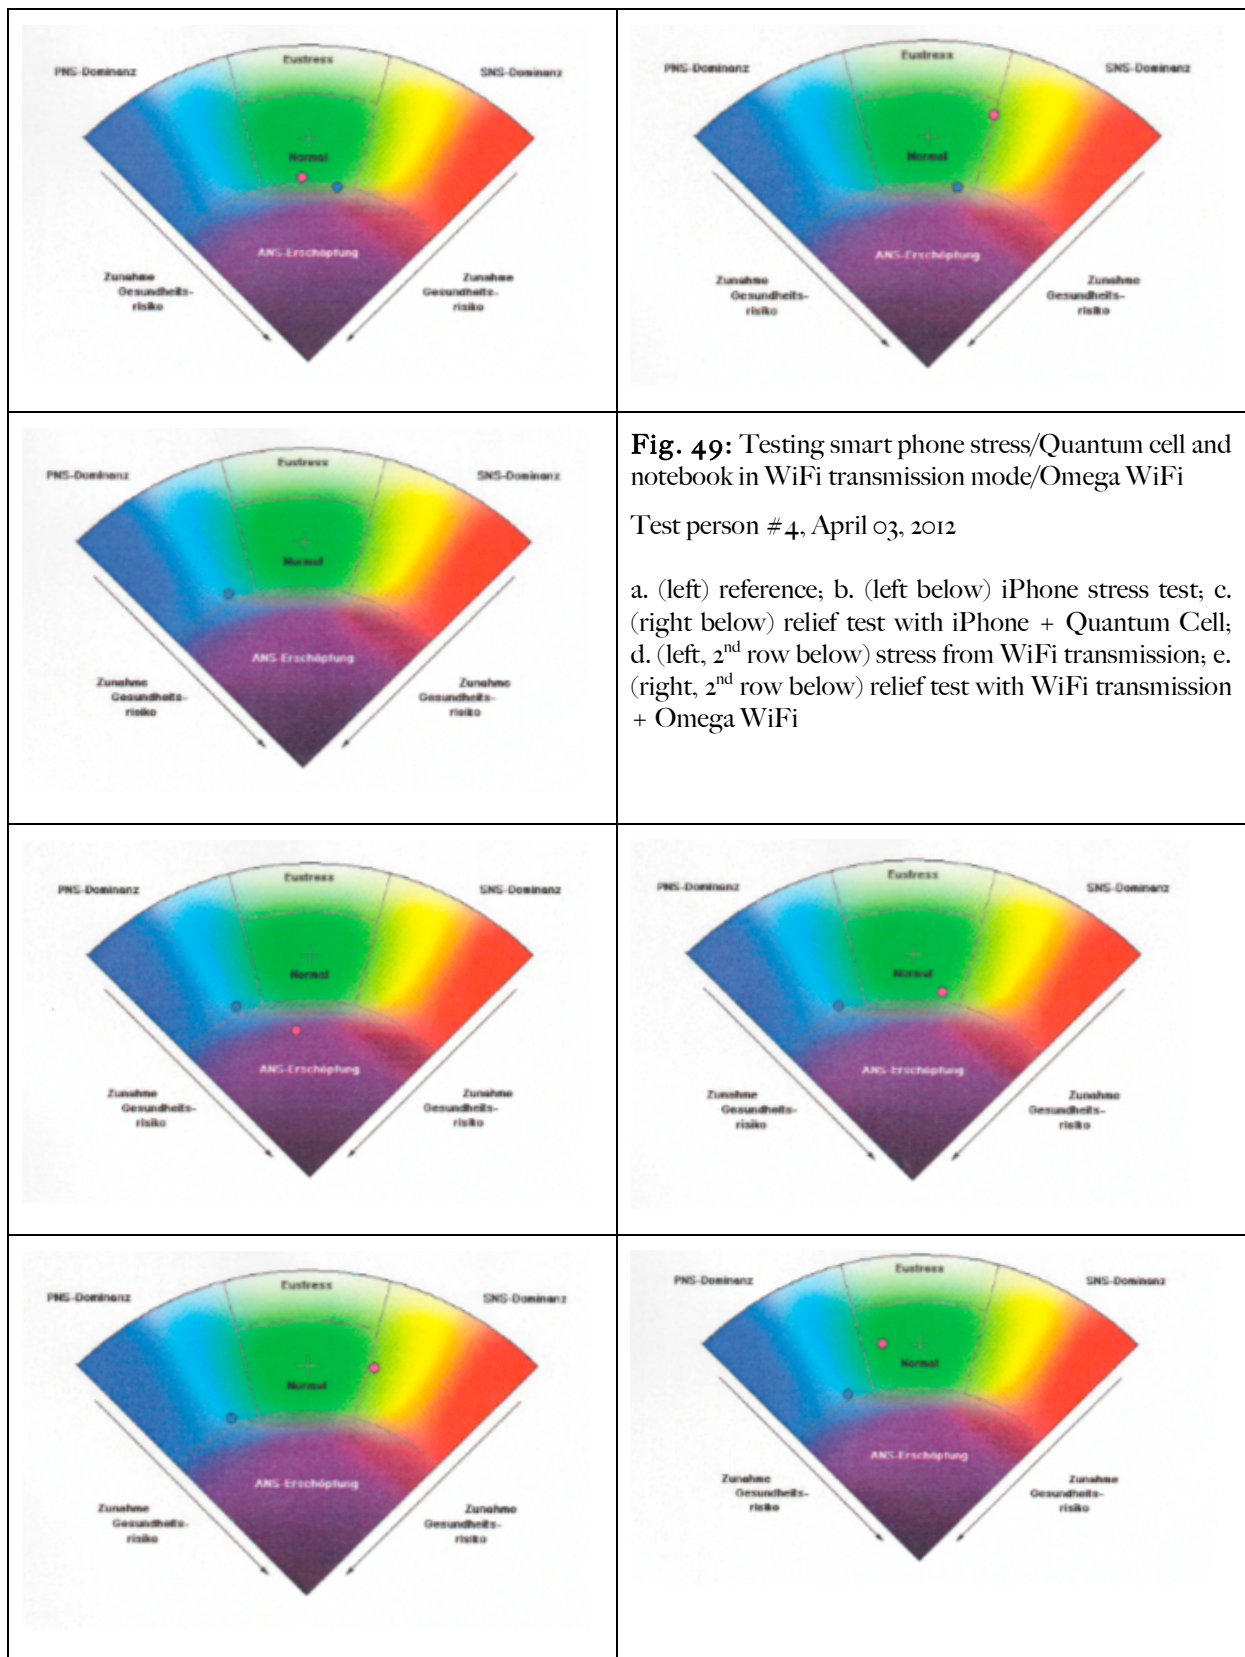 Eustress
PNS-Dominanz
SNS-Dominanz
Normal
ANS-Erschöpfung
Zunahme
Gesundheits-
risiko
Zunahme
Gesundheits-
risiko
Eustress
PNS-Dominanz
SNS-Dominanz
Normal
ANS-Erschöpfung
Zunahme
Gesundheits-
risiko
Zunahme
Gesundheits-
risiko
Eustress
PNS-Dominanz
SNS-Dominanz
Normal
ANS-Erschöpfung
Zunahme
Gesundheits-
risiko
Zunahme
Gesundheits-
risiko
Fig. 49: Testing smart phone stress/Quantum cell and
notebook in WiFi transmission mode/Omega WiFi
Test person #4, April 03, 2012
a. (left) reference; b. (left below) iPhone stress test; c.
(right below) relief test with iPhone + Quantum Cell;
d. (left, 2nd row below) stress from WiFi transmission; e.
(right, 2nd row below) relief test with WiFi transmission
+ Omega WiFi
Eustress
PNS-Dominanz
SNS-Dominanz
Normal
ANS-Erschöpfung
Zunahme
Gesundheits-
risiko
Zunahme
Gesundheits-
risiko
Eustress
PNS-Dominanz
SNS-Dominanz
Normal
ANS-Erschöpfung
Zunahme
Gesundheits-
risiko
Zunahme
Gesundheits-
risiko
Eustress
PNS-Dominanz
SNS-Dominanz
Normal
ANS-Erschöpfung
Zunahme
Gesundheits-
risiko
Zunahme
Gesundheits-
risiko
Eustress
PNS-Dominanz
SNS-Dominanz
Normal
ANS-Erschöpfung
Zunahme
Gesundheits-
risiko
Zunahme
Gesundheits-
risiko